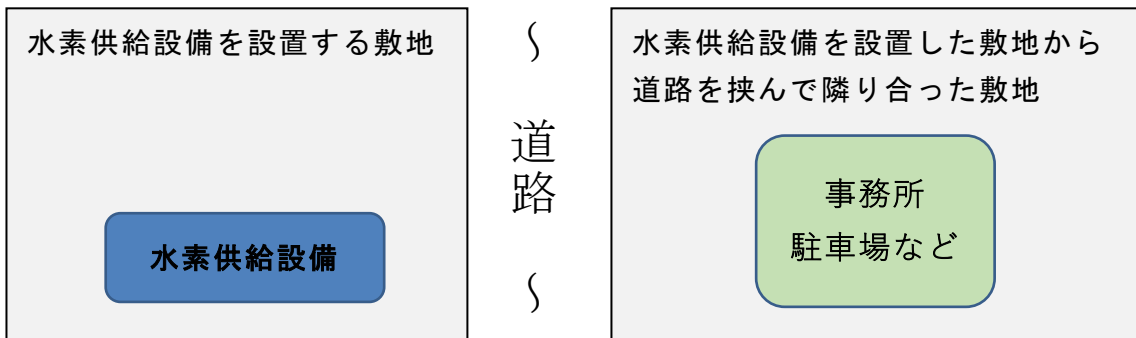 水素供給設備を設置する敷地
水素供給設備
～
道
路
～
水素供給設備を設置した敷地から
道路を挟んで隣り合った敷地
事務所
駐車場など